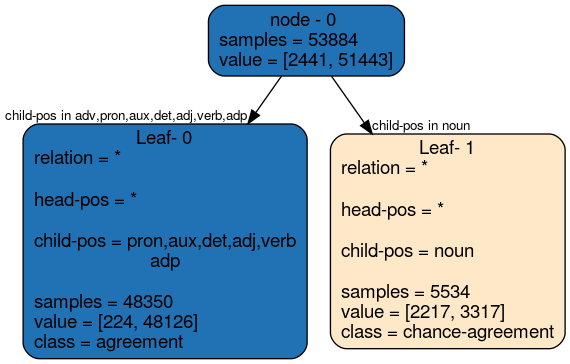 node - 0
samples = 53884
value = [2441, 51443]
child-pos in adv,pron,aux,det,adj,verb,adp
child-pos in noun
Leaf- 0
relation = *
head-pos = *
child-pos = pron,aux,det,adj,verb
adp
samples = 48350
value = [224, 48126]
class = agreement
Leaf- 1
relation = *
head-pos = *
child-pos = noun
samples = 5534
value = [2217, 3317]
class = chance-agreement